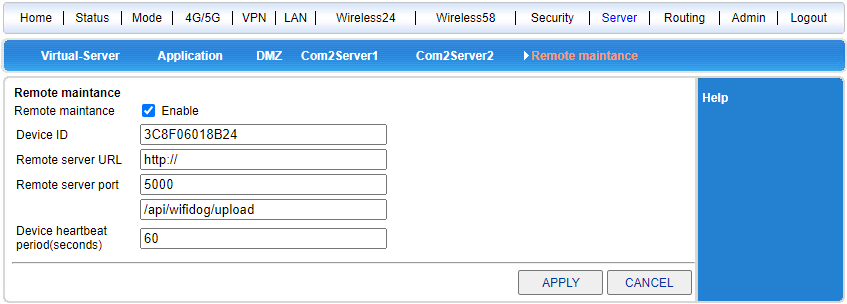 Home Status Mode 4G/5G VPN LAN Wireless24 Wireless58 Security Server Routing Admin Logout
Virtual-Server Application DMZ Com2Server1 Com2Server2 Remote maintance
Remote maintance
Remote maintance Enable
Device ID 3C8F06018B24
Remote server URL http://
Remote server port 5000
/api/wifidog/upload
Device heartbeat
period(seconds) 60
APPLY CANCEL
Help